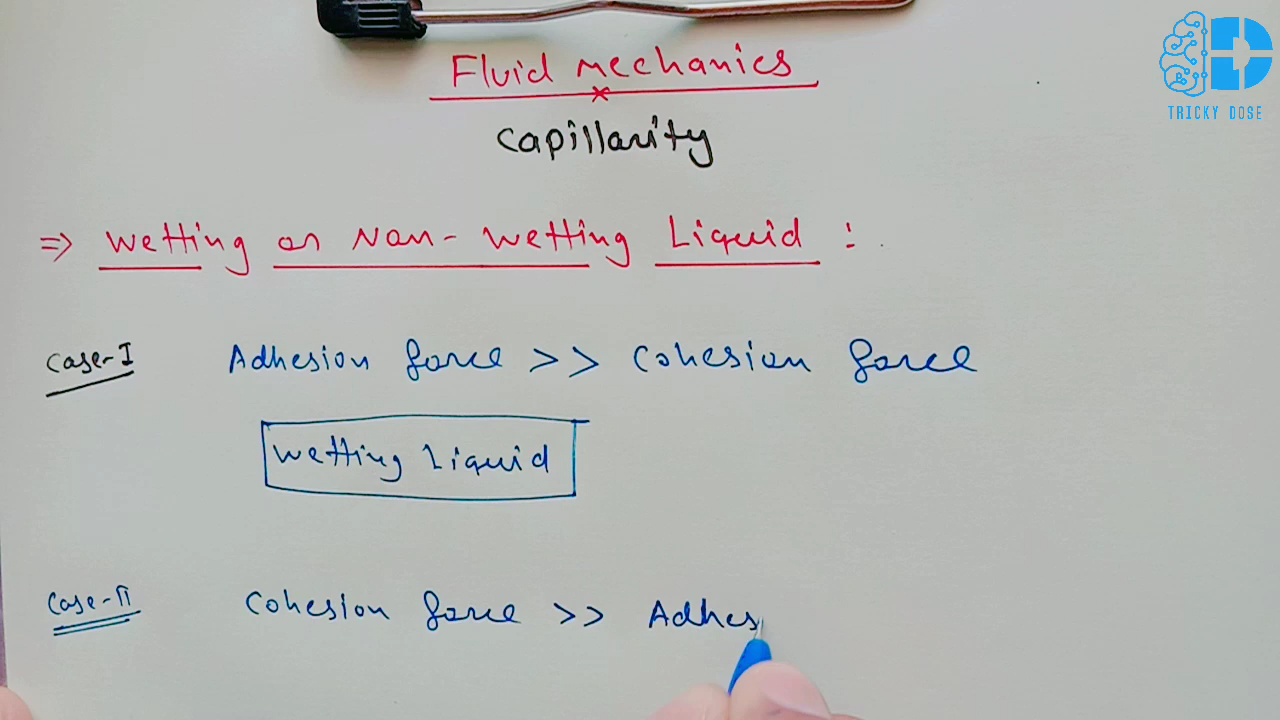 Fluid mechanics
TRICKY DOSE
Capillarity
⇒ Wetting or Non-Wetting Liquid :
Case-I Adhesion force >> Cohesion force
Wetting Liquid
Case-II Cohesion force >> Adhes